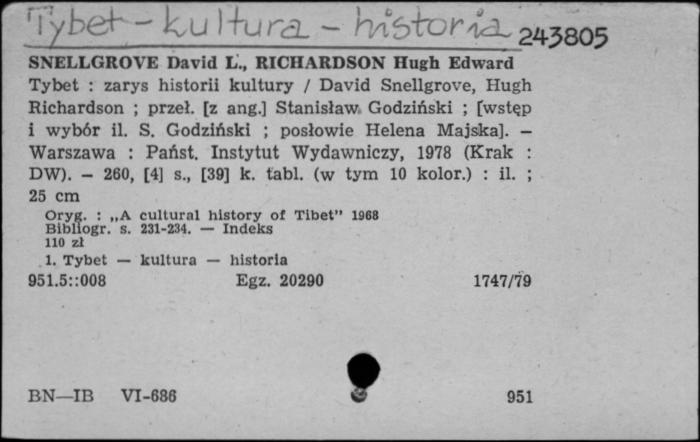 Tybet - kultura - historia 243805
SNELLGROVE David L., RICHARDSON Hugh Edward
Tybet : zarys historii kultury / David Snellgrove, Hugh
Richardson ; przeł. [z ang.] Stanisław Godziński ; [wstęp
i wybór il. S. Godziński ; posłowie Helena Majska]. —
Warszawa : Państ. Instytut Wydawniczy, 1978 (Krak :
DW). — 260, [4] s., [39] k. tabl. (w tym 10 kolor.) : il. ;
25 cm
Oryg. : „A cultural history of Tibet" 1968
Bibliogr. s. 231-234. — Indeks
110 zł
1. Tybet — kultura — historia
951.5::008 Egz. 20290 1747/79
BN—IB VI-686 951